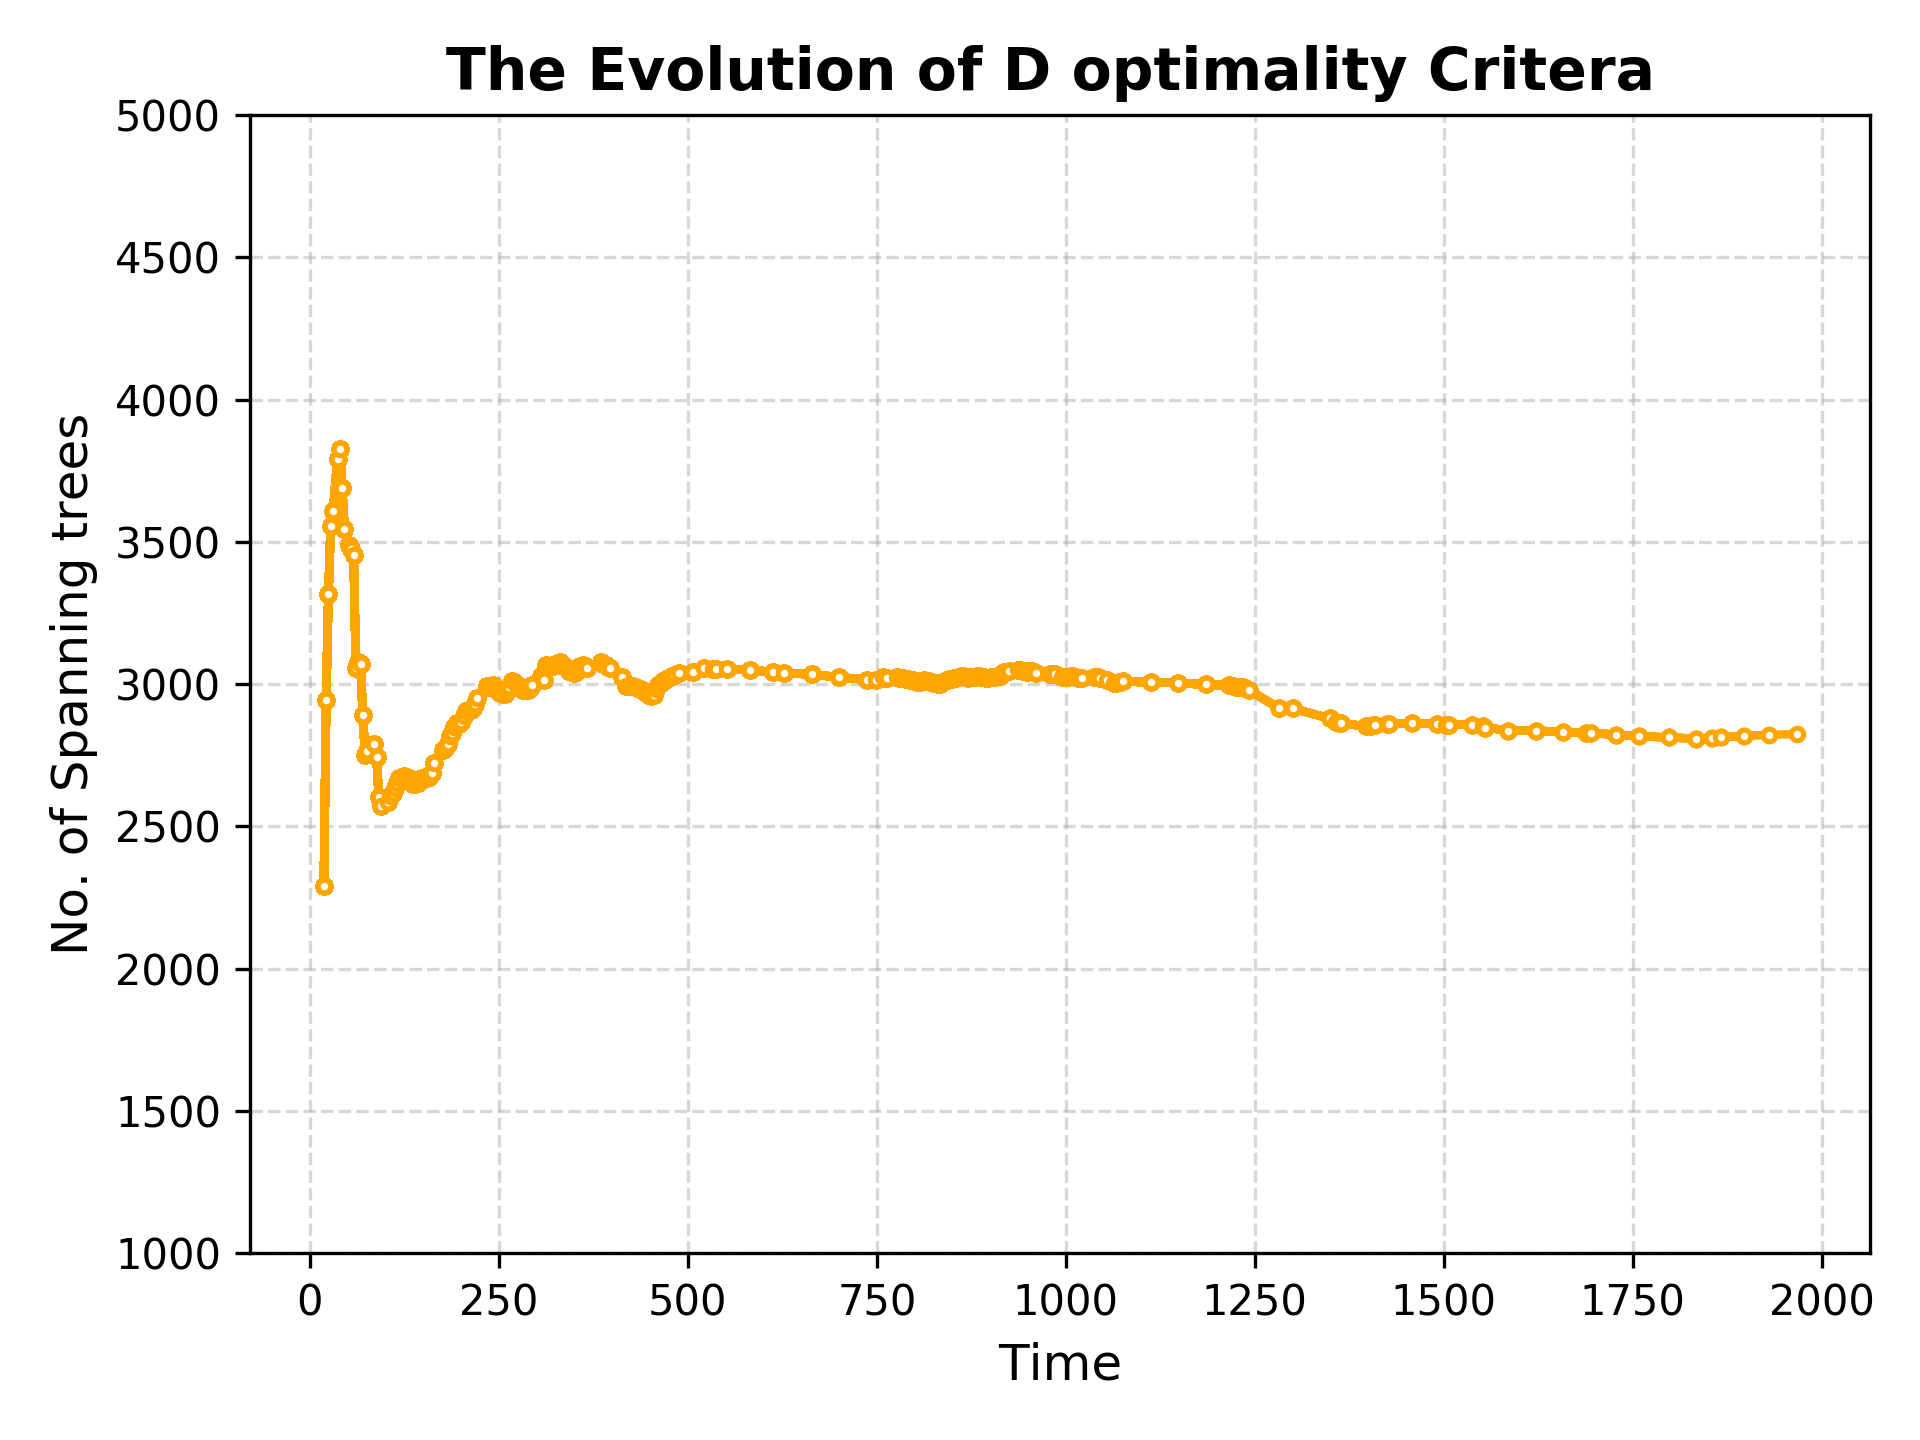 The Evolution of D optimality Critera
No. of Spanning trees
5000
4500
4000
3500
3000
2500
2000
1500
1000
0 250 500 750 1000 1250 1500 1750 2000
Time